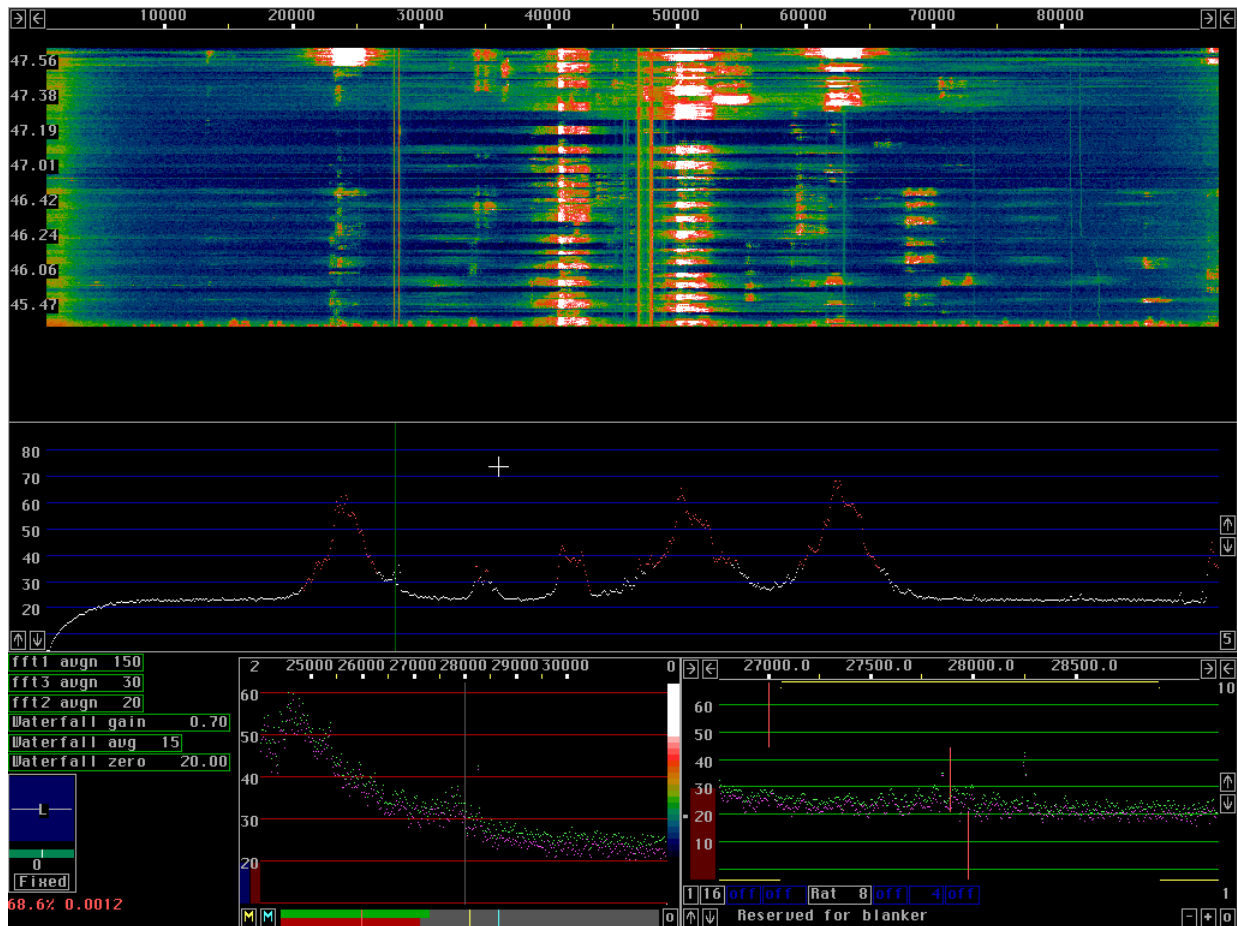 10000 20000 30000 40000 50000 60000 70000 80000
47.56
47.38
47.19
47.01
46.42
46.24
46.06
45.47
80
70
60
50
40
30
20
5
fft1 avgn 150
fft3 avgn 30
fft2 avgn 20
Waterfall gain 0.70
Waterfall avg 15
Waterfall zero 20.00
L
0
Fixed
68.6% 0.0012
2 25000 26000 27000 28000 29000 30000 0
60
50
40
30
20
M M 0
27000.0 27500.0 28000.0 28500.0
10
60
50
40
30
20
10
1 16 off off Rat 8 off 4 off 1
Reserved for blanker - + o